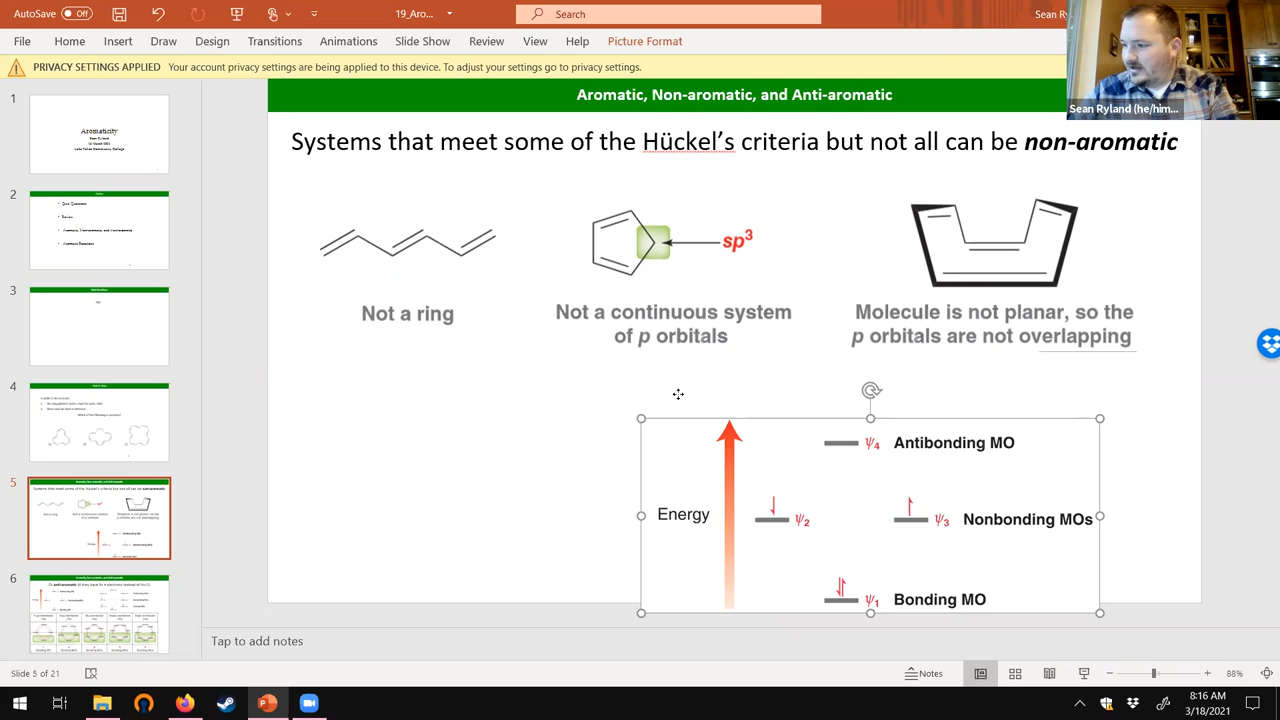 AutoSave Off
19_Aro...
Search
Sean Ry
File Home Insert Draw Design Transitions Animations Slide Show Review View Help Picture Format
PRIVACY SETTINGS APPLIED Your account privacy settings are being applied to this device. To adjust your settings go to privacy settings.
Sean Ryland (he/him...
1
Aromaticity
2
3
4
5
6
Aromatic, Non-aromatic, and Anti-aromatic
Systems that meet some of the Hückel's criteria but not all can be non-aromatic
sp³
Not a ring
Not a continuous system
of p orbitals
Molecule is not planar, so the
p orbitals are not overlapping
Energy
ψ4 Antibonding MO
ψ2
ψ3 Nonbonding MOs
ψ1 Bonding MO
Tap to add notes
Slide 5 of 21
Notes
88%
8:16 AM
3/18/2021